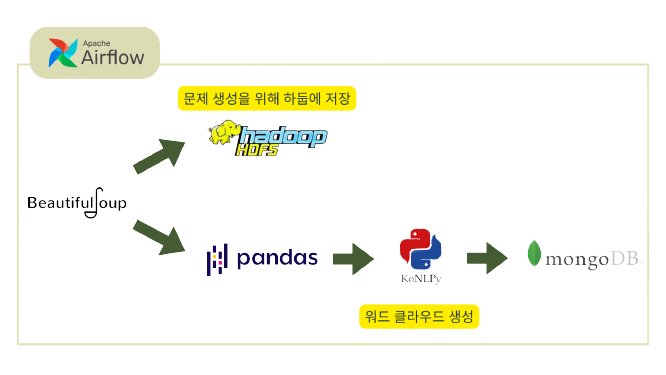 Apache
Airflow
문제 생성을 위해 하둡에 저장
hadoop
HDFS
BeautifulSoup
pandas
KoNLPy
mongoDB
워드 클라우드 생성